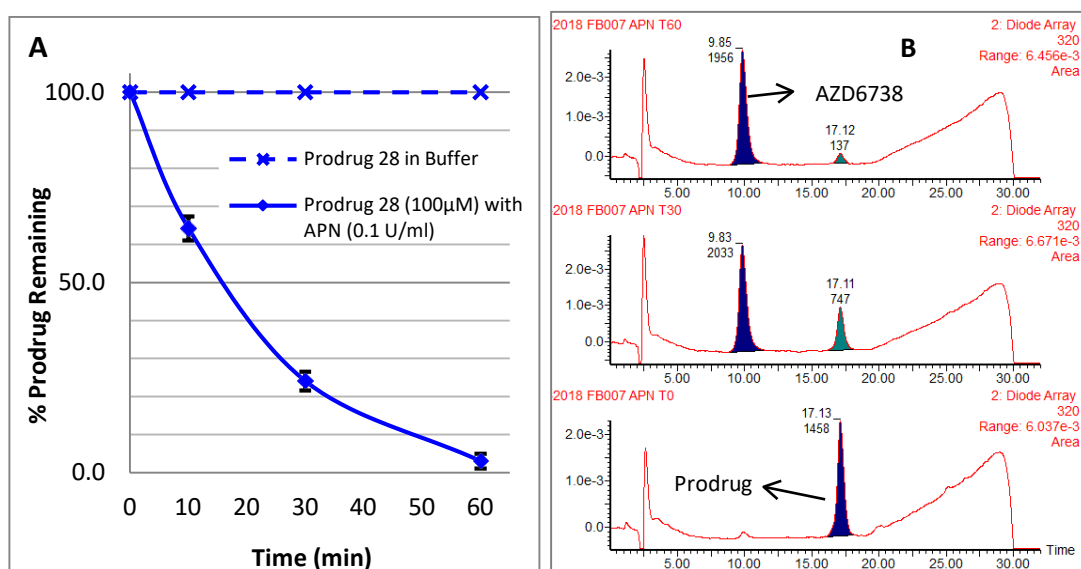 A
100.0
50.0
0.0
% Prodrug Remaining
Prodrug 28 in Buffer
Prodrug 28 (100µM) with
APN (0.1 U/ml)
0 10 20 30 40 50 60
Time (min)
B
2018 FB007 APN T60
2: Diode Array
320
Range: 6.456e-3
Area
9.85
1956
AZD6738
17.12
137
2.0e-3
1.0e-3
0.0
5.00 10.00 15.00 20.00 25.00 30.00
2018 FB007 APN T30
2: Diode Array
320
Range: 6.671e-3
Area
9.83
2033
17.11
747
2.0e-3
1.0e-3
0.0
5.00 10.00 15.00 20.00 25.00 30.00
2018 FB007 APN T0
2: Diode Array
320
Range: 6.037e-3
Area
17.13
1458
Prodrug
2.0e-3
1.0e-3
0.0
Time
5.00 10.00 15.00 20.00 25.00 30.00